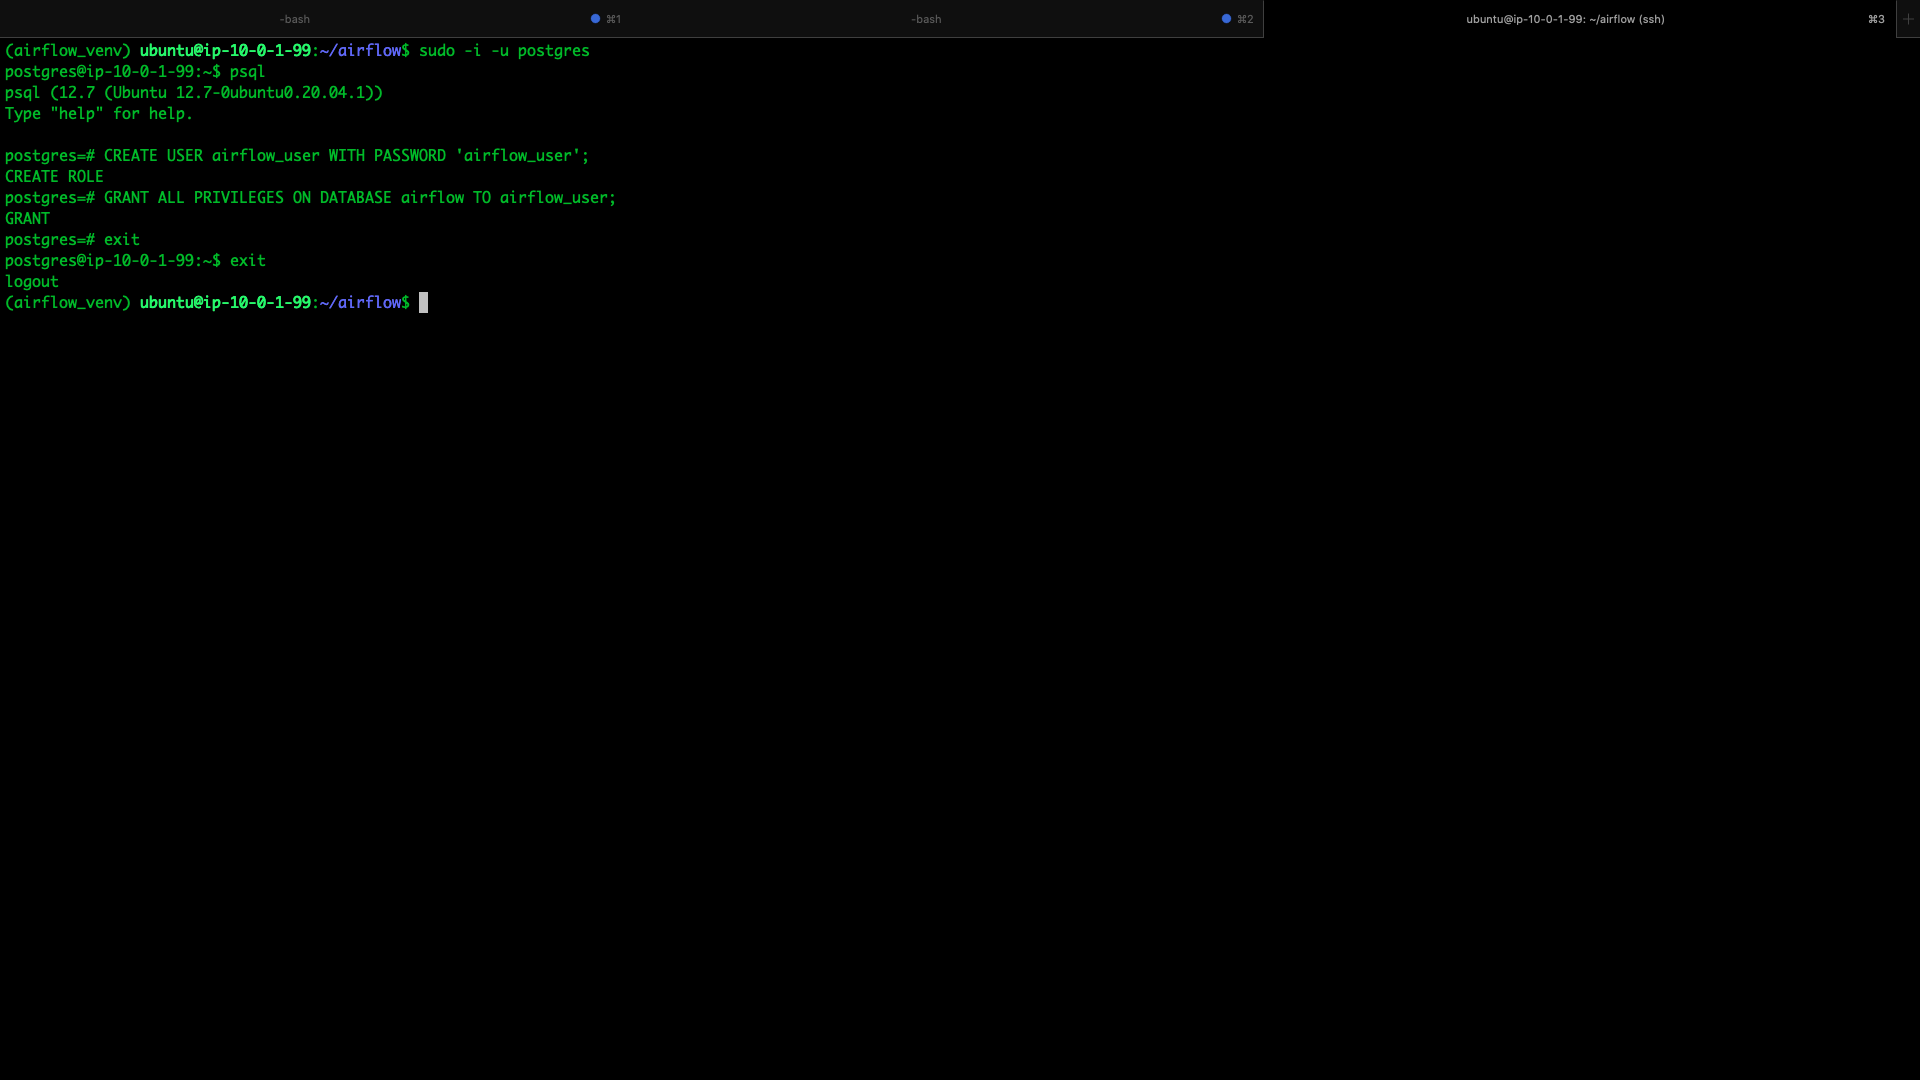 -bash ⌘1 -bash ⌘2 ubuntu@ip-10-0-1-99: ~/airflow (ssh) ⌘3 +
(airflow_venv) ubuntu@ip-10-0-1-99:~/airflow$ sudo -i -u postgres
postgres@ip-10-0-1-99:~$ psql
psql (12.7 (Ubuntu 12.7-0ubuntu0.20.04.1))
Type "help" for help.
postgres=# CREATE USER airflow_user WITH PASSWORD 'airflow_user';
CREATE ROLE
postgres=# GRANT ALL PRIVILEGES ON DATABASE airflow TO airflow_user;
GRANT
postgres=# exit
postgres@ip-10-0-1-99:~$ exit
logout
(airflow_venv) ubuntu@ip-10-0-1-99:~/airflow$